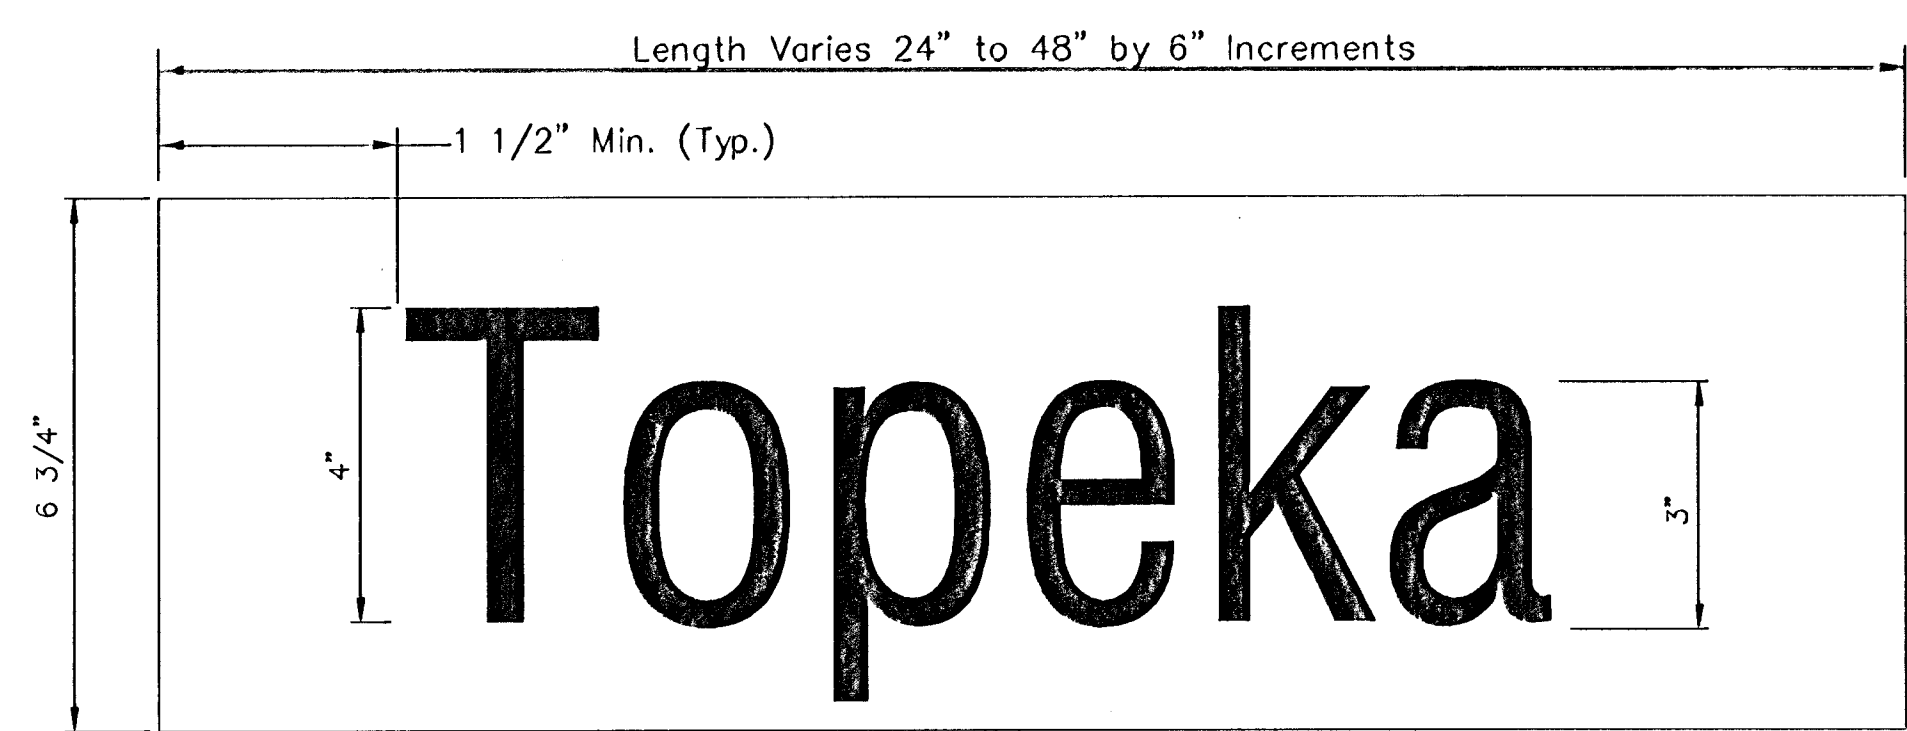 Length Varies 24” to 48” by 6” Increments
1 1/2” Min. (Typ.)
6 3/4”
4”
Topeka
3”